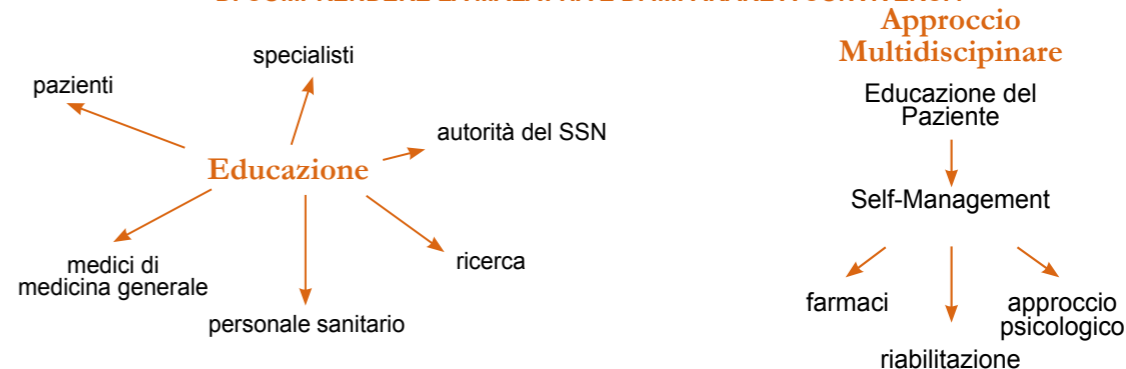 specialisti
pazienti
autorità del SSN
Educazione
medici di
medicina generale
ricerca
personale sanitario
Approccio
Multidiscipinare
Educazione del
Paziente
Self-Management
farmaci
approccio
psicologico
riabilitazione